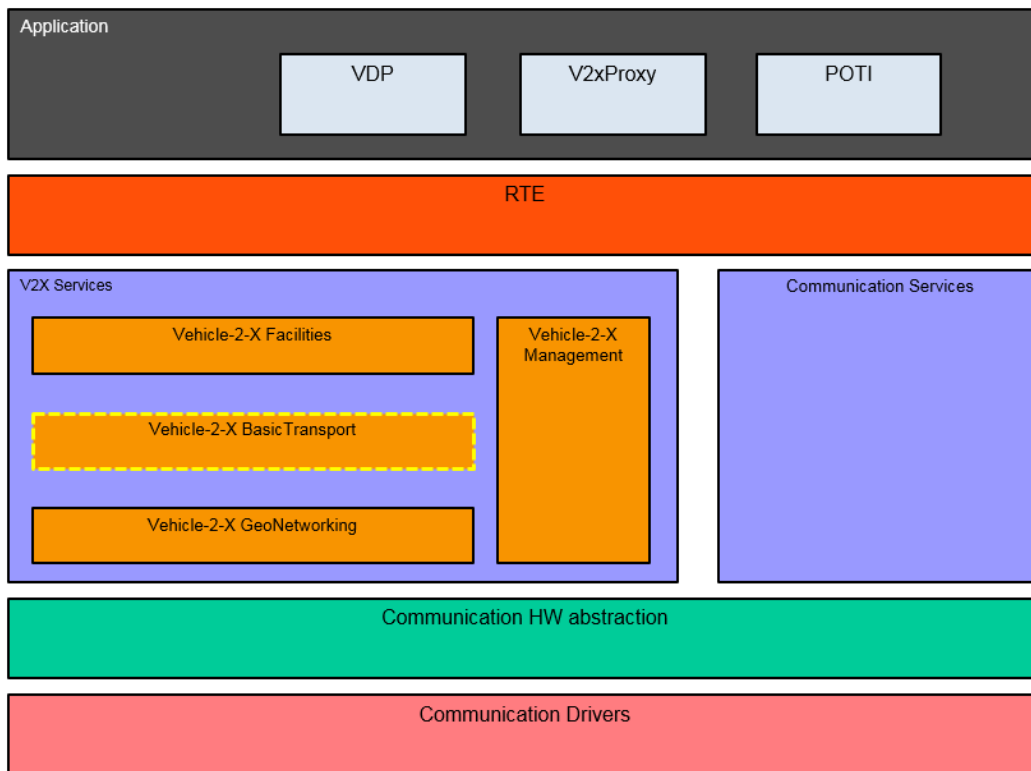 Application
VDP
V2xProxy
POTI
RTE
V2X Services
Vehicle-2-X Facilities
Vehicle-2-X
Management
Vehicle-2-X BasicTransport
Vehicle-2-X GeoNetworking
Communication Services
Communication HW abstraction
Communication Drivers